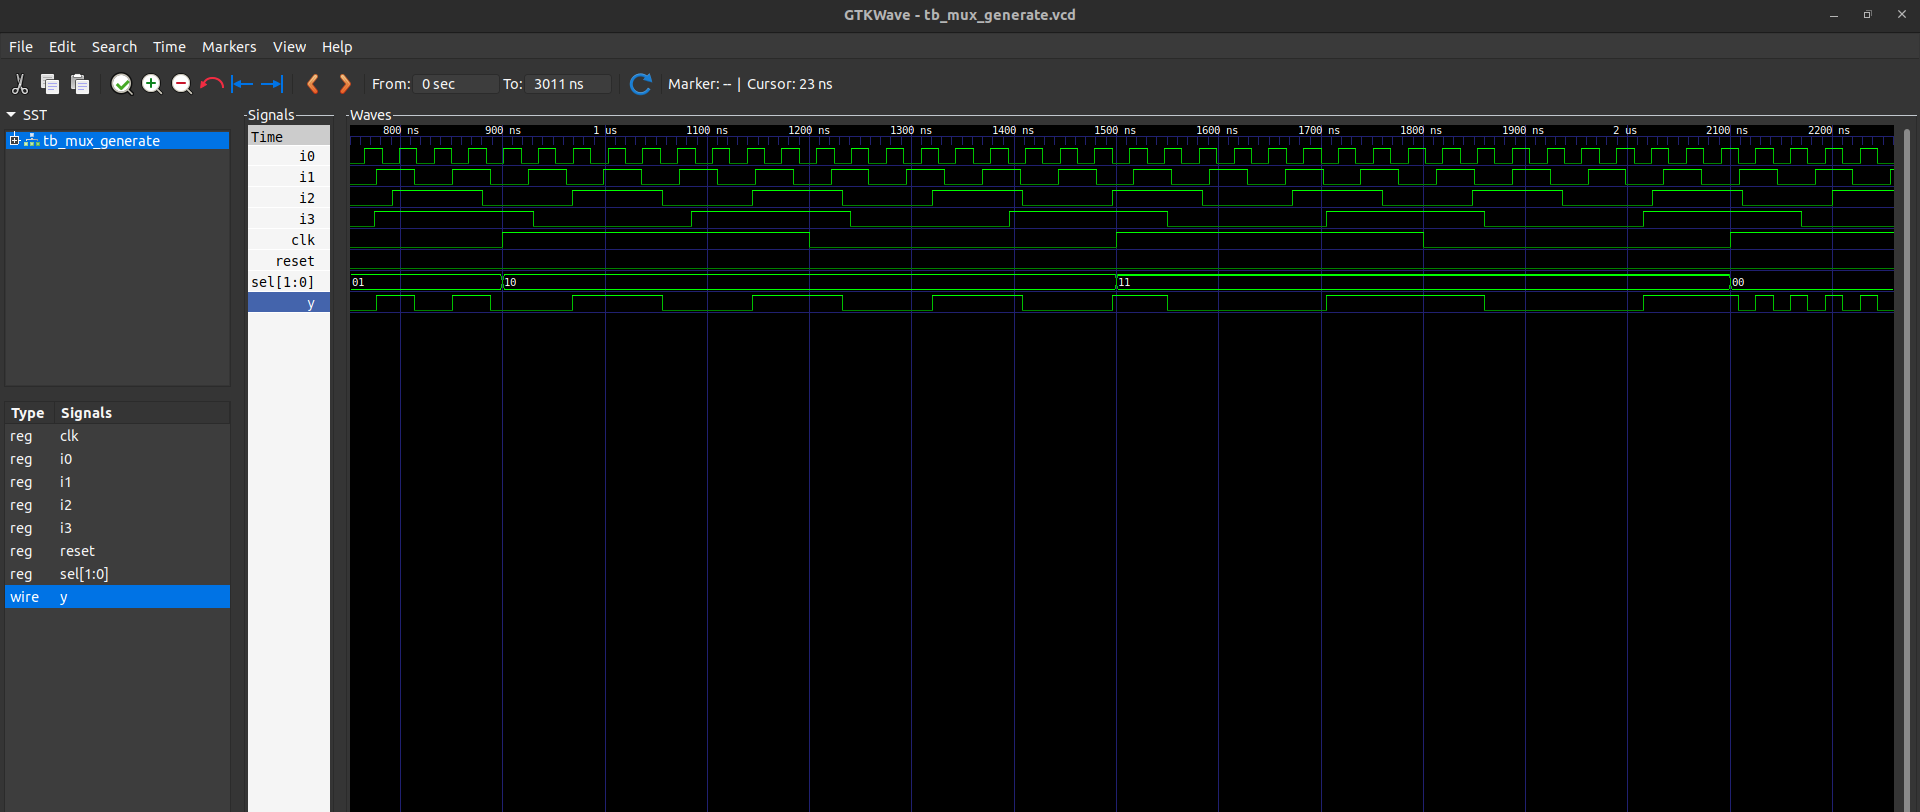 GTKWave - tb_mux_generate.vcd
File Edit Search Time Markers View Help
From: 0 sec To: 3011 ns Marker: -- | Cursor: 23 ns
SST
tb_mux_generate
Type Signals
reg clk
reg i0
reg i1
reg i2
reg i3
reg reset
reg sel[1:0]
wire y
Signals
Time
i0
i1
i2
i3
clk
reset
sel[1:0]
y
Waves
800 ns 900 ns 1 us 1100 ns 1200 ns 1300 ns 1400 ns 1500 ns 1600 ns 1700 ns 1800 ns 1900 ns 2 us 2100 ns 2200 ns
01 10 11 00